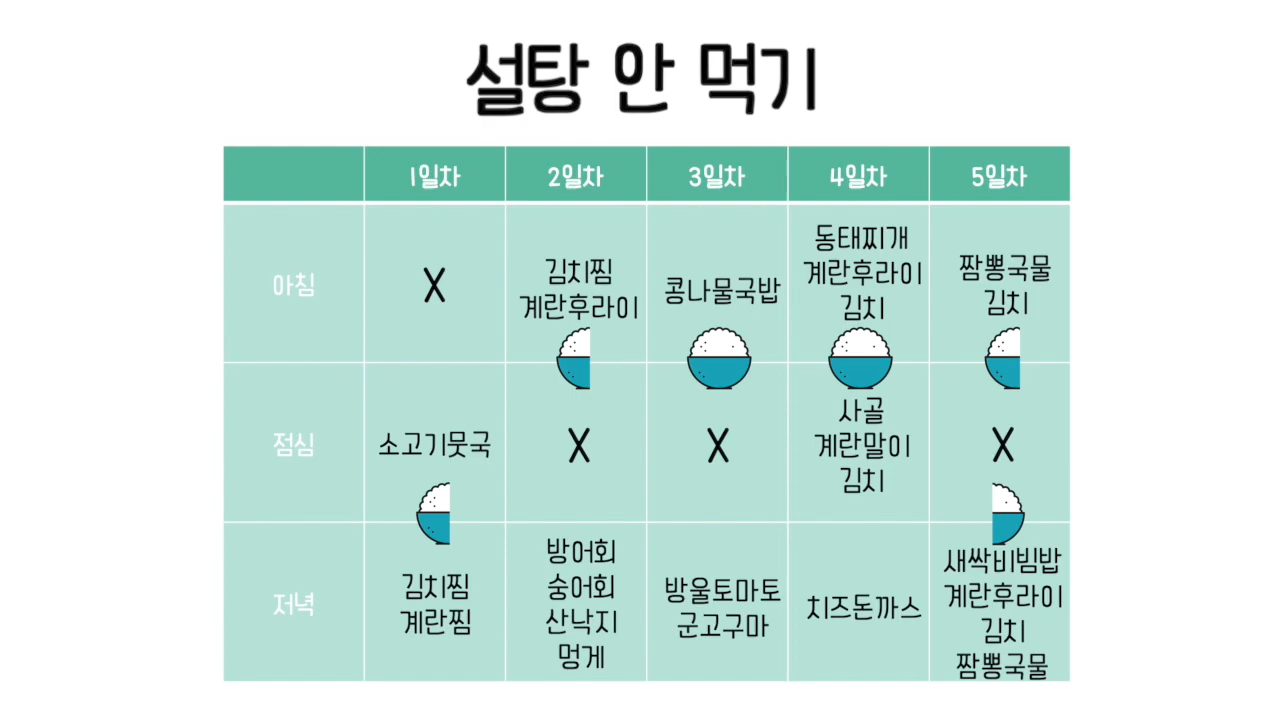 설탕 안 먹기
1일차 2일차 3일차 4일차 5일차
아침
X
김치찜
계란후라이
콩나물국밥
동태찌개
계란후라이
김치
짬뽕국물
김치
점심
소고기뭇국
X
X
사골
계란말이
김치
X
저녁
김치찜
계란찜
방어회
숭어회
산낙지
멍게
방울토마토
군고구마
치즈돈까스
새싹비빔밥
계란후라이
김치
짬뽕국물